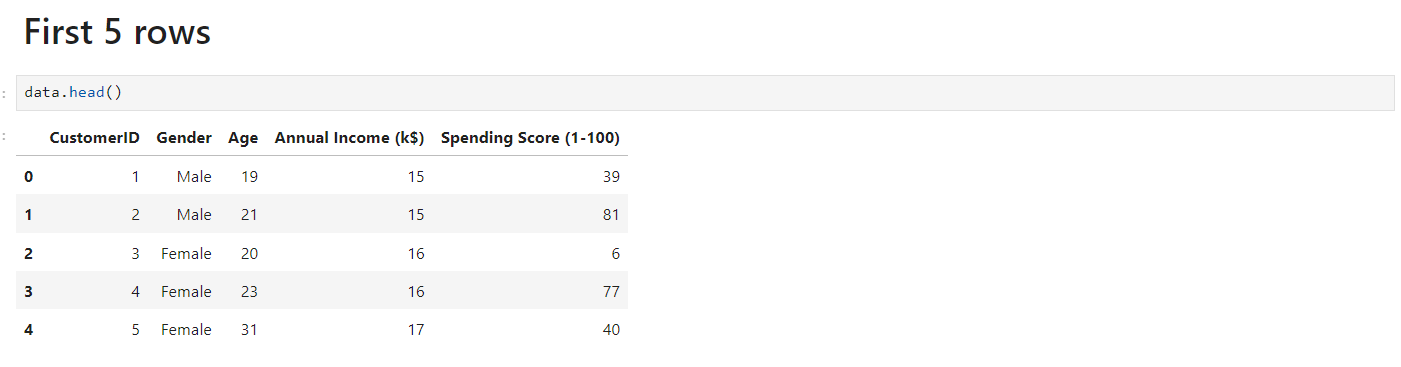 First 5 rows
: data.head()
: CustomerID Gender Age Annual Income (k$) Spending Score (1-100)
0 1 Male 19 15 39
1 2 Male 21 15 81
2 3 Female 20 16 6
3 4 Female 23 16 77
4 5 Female 31 17 40